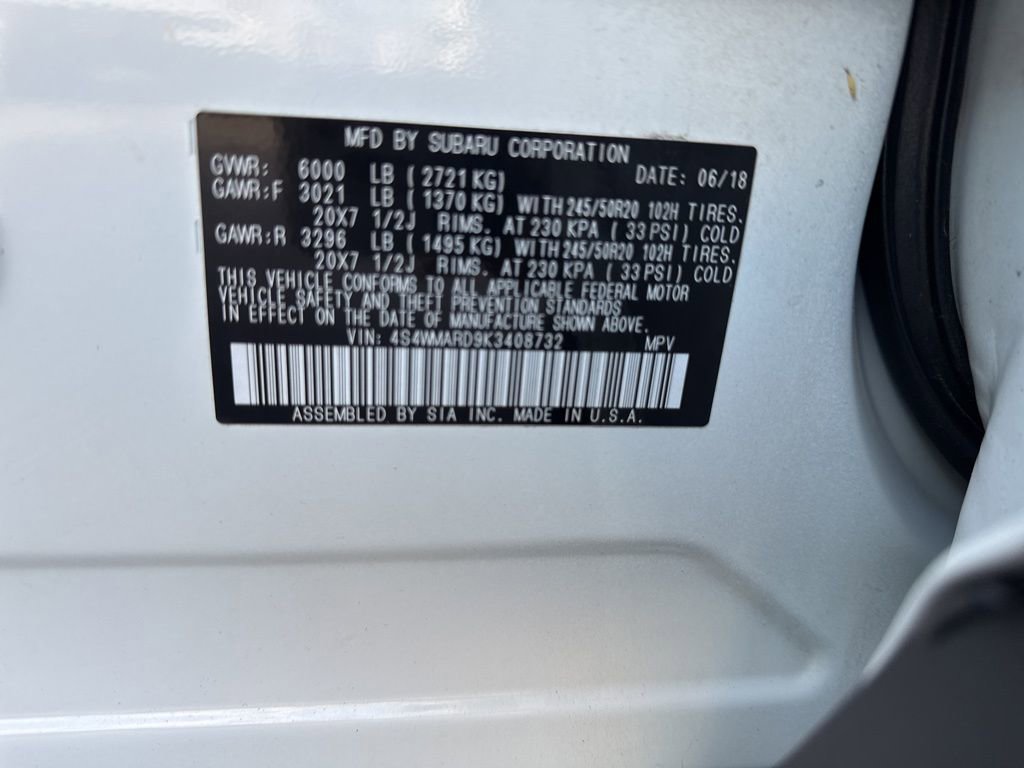 MFD BY SUBARU CORPORATION
GVWR: 6000 LB ( 2721 KG) DATE: 06/18
GAWR:F 3021 LB ( 1370 KG) WITH 245/50R20 102H TIRES.
20X7 1/2J RIMS. AT 230 KPA ( 33 PSI) COLD
GAWR:R 3296 LB ( 1495 KG) WITH 245/50R20 102H TIRES.
20X7 1/2J RIMS. AT 230 KPA ( 33 PSI) COLD
THIS VEHICLE CONFORMS TO ALL APPLICABLE FEDERAL MOTOR
VEHICLE SAFETY AND THEFT PREVENTION STANDARDS
IN EFFECT ON THE DATE OF MANUFACTURE SHOWN ABOVE.
VIN: 4S4WMARD9K3408732 MPV
ASSEMBLED BY SIA INC. MADE IN U.S.A.